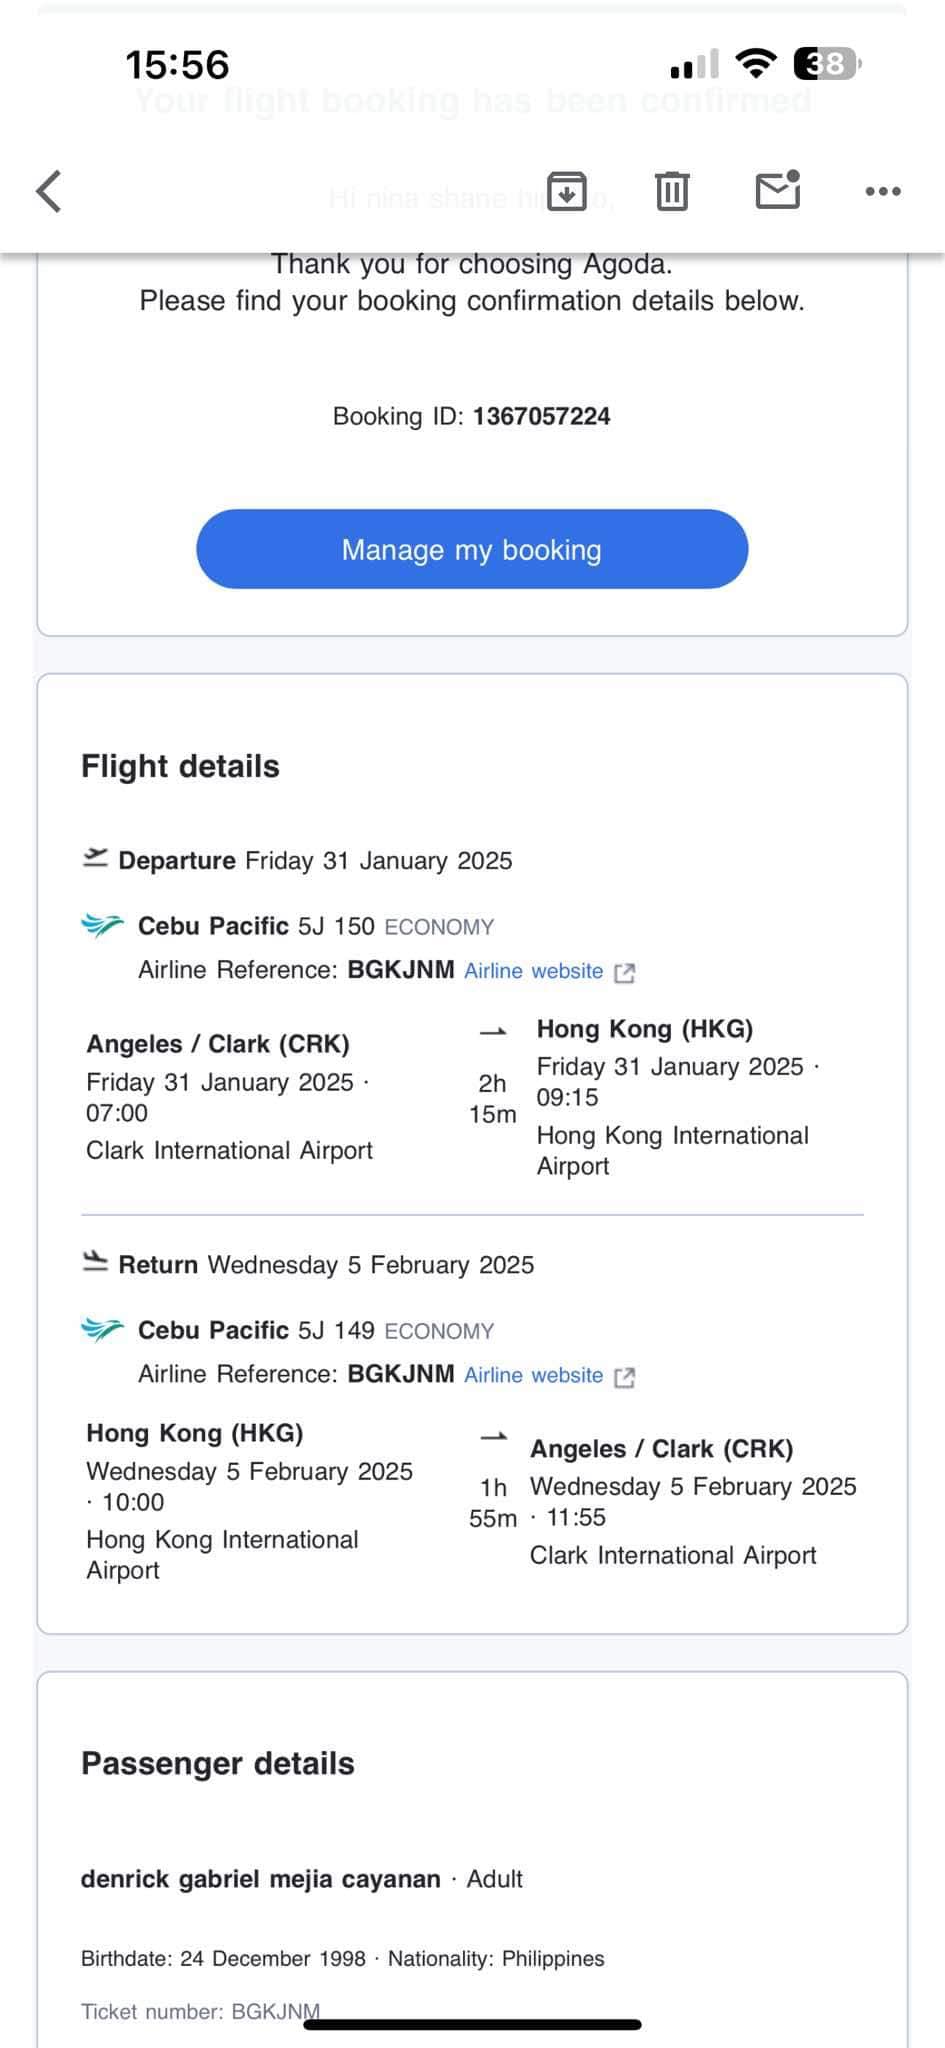 15:56
38
Your flight booking has been confirmed
Hi nina shane
Thank you for choosing Agoda.
Please find your booking confirmation details below.
Booking ID: 1367057224
Manage my booking
Flight details
Departure Friday 31 January 2025
Cebu Pacific 5J 150 ECONOMY
Airline Reference: BGKJNM Airline website
Angeles / Clark (CRK)
Friday 31 January 2025 ·
07:00
Clark International Airport
2h
15m
Hong Kong (HKG)
Friday 31 January 2025 ·
09:15
Hong Kong International
Airport
Return Wednesday 5 February 2025
Cebu Pacific 5J 149 ECONOMY
Airline Reference: BGKJNM Airline website
Hong Kong (HKG)
Wednesday 5 February 2025
· 10:00
Hong Kong International
Airport
1h
55m
Angeles / Clark (CRK)
Wednesday 5 February 2025
· 11:55
Clark International Airport
Passenger details
denrick gabriel mejia cayanan · Adult
Birthdate: 24 December 1998 · Nationality: Philippines
Ticket number: BGKJNM